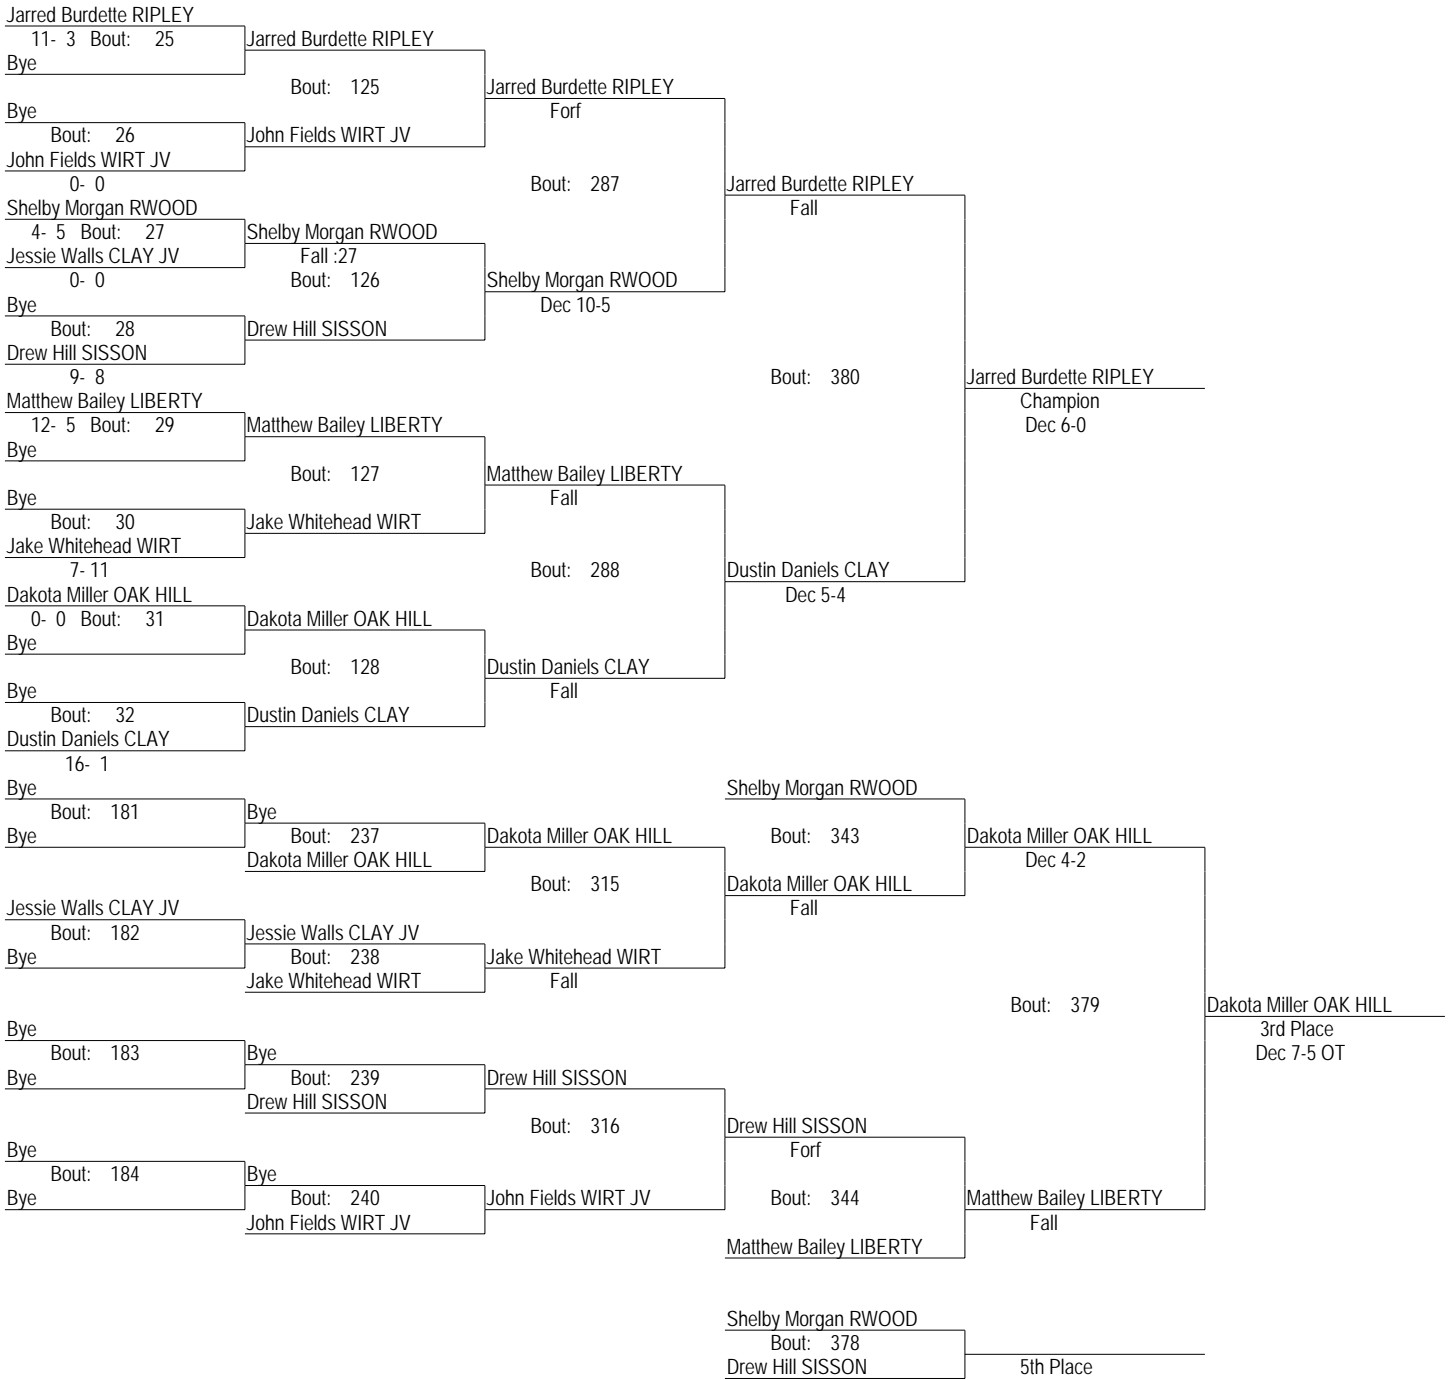 Jarred Burdette RIPLEY
11- 3 Bout: 25 Jarred Burdette RIPLEY
Bye
Bout: 125 Jarred Burdette RIPLEY
Bye Forf
Bout: 26 John Fields WIRT JV
John Fields WIRT JV
0- 0 Bout: 287 Jarred Burdette RIPLEY
Shelby Morgan RWOOD Fall
4- 5 Bout: 27 Shelby Morgan RWOOD
Jessie Walls CLAY JV Fall :27
0- 0 Bout: 126 Shelby Morgan RWOOD
Bye Dec 10-5
Bout: 28 Drew Hill SISSON
Drew Hill SISSON
9- 8 Bout: 380 Jarred Burdette RIPLEY
Matthew Bailey LIBERTY Champion
12- 5 Bout: 29 Matthew Bailey LIBERTY Dec 6-0
Bye
Bout: 127 Matthew Bailey LIBERTY
Bye Fall
Bout: 30 Jake Whitehead WIRT
Jake Whitehead WIRT
7- 11 Bout: 288 Dustin Daniels CLAY
Dakota Miller OAK HILL Dec 5-4
0- 0 Bout: 31 Dakota Miller OAK HILL
Bye
Bout: 128 Dustin Daniels CLAY
Bye Fall
Bout: 32 Dustin Daniels CLAY
Dustin Daniels CLAY
16- 1
Bye Shelby Morgan RWOOD
Bout: 181 Bye
Bye Bout: 237 Dakota Miller OAK HILL Bout: 343 Dakota Miller OAK HILL
Dakota Miller OAK HILL Dec 4-2
Bout: 315 Dakota Miller OAK HILL
Jessie Walls CLAY JV Fall
Bout: 182 Jessie Walls CLAY JV
Bye Bout: 238 Jake Whitehead WIRT
Jake Whitehead WIRT Fall
Bout: 379 Dakota Miller OAK HILL
Bye 3rd Place
Bout: 183 Bye Dec 7-5 OT
Bye Bout: 239 Drew Hill SISSON
Drew Hill SISSON
Bout: 316 Drew Hill SISSON
Bye Forf
Bout: 184 Bye
Bye Bout: 240 John Fields WIRT JV Bout: 344 Matthew Bailey LIBERTY
John Fields WIRT JV Fall
Matthew Bailey LIBERTY
Shelby Morgan RWOOD
Bout: 378
Drew Hill SISSON 5th Place